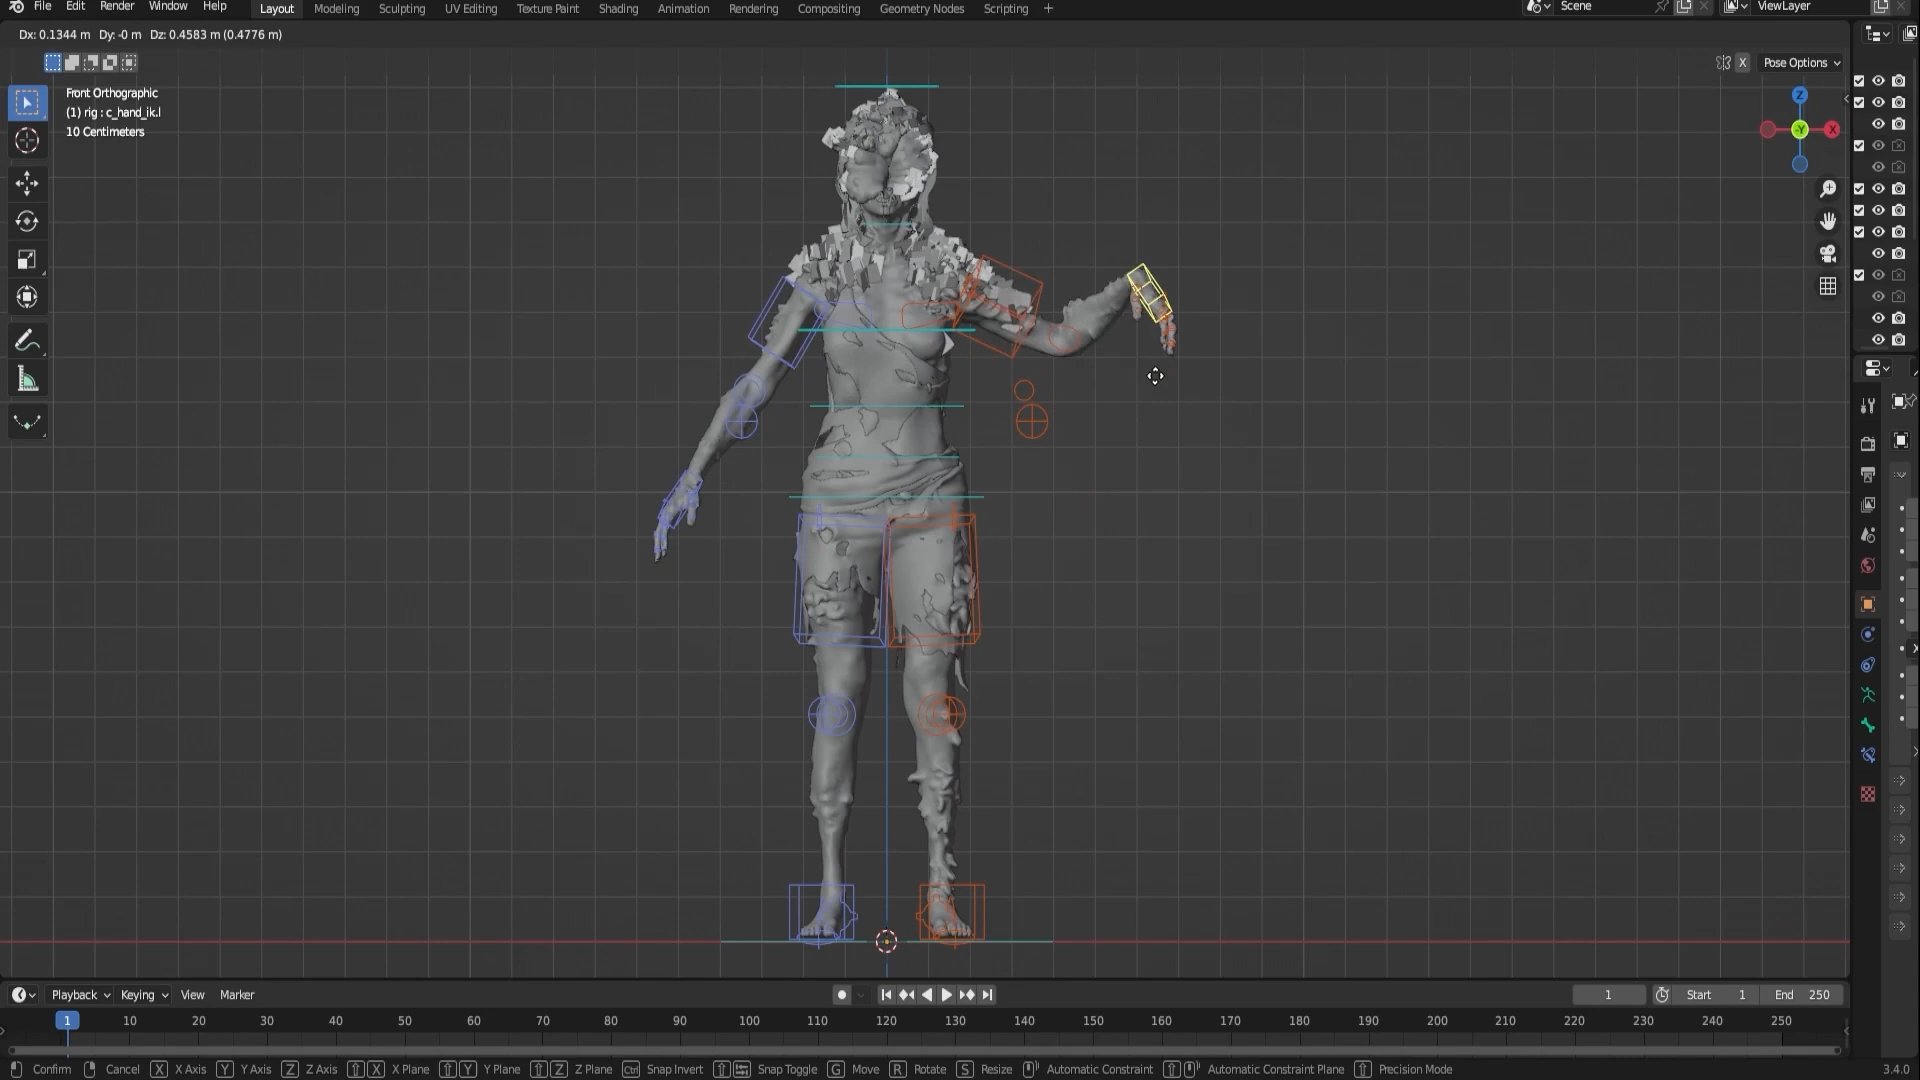 File Edit Render Window Help Layout Modeling Sculpting UV Editing Texture Paint Shading Animation Rendering Compositing Geometry Nodes Scripting + Scene ViewLayer
Dx: 0.1344 m Dy: -0 m Dz: 0.4583 m (0.4776 m)
X Pose Options
Front Orthographic
(1) rig : c_hand_ik.l
10 Centimeters
Z
-Y X
Playback Keying View Marker 1 Start 1 End 250
1 10 20 30 40 50 60 70 80 90 100 110 120 130 140 150 160 170 180 190 200 210 220 230 240 250
Confirm Cancel X X Axis Y Y Axis Z Z Axis X X Plane Y Y Plane Z Z Plane Ctrl Snap Invert Snap Toggle G Move R Rotate S Resize Automatic Constraint Automatic Constraint Plane Precision Mode 3.4.0